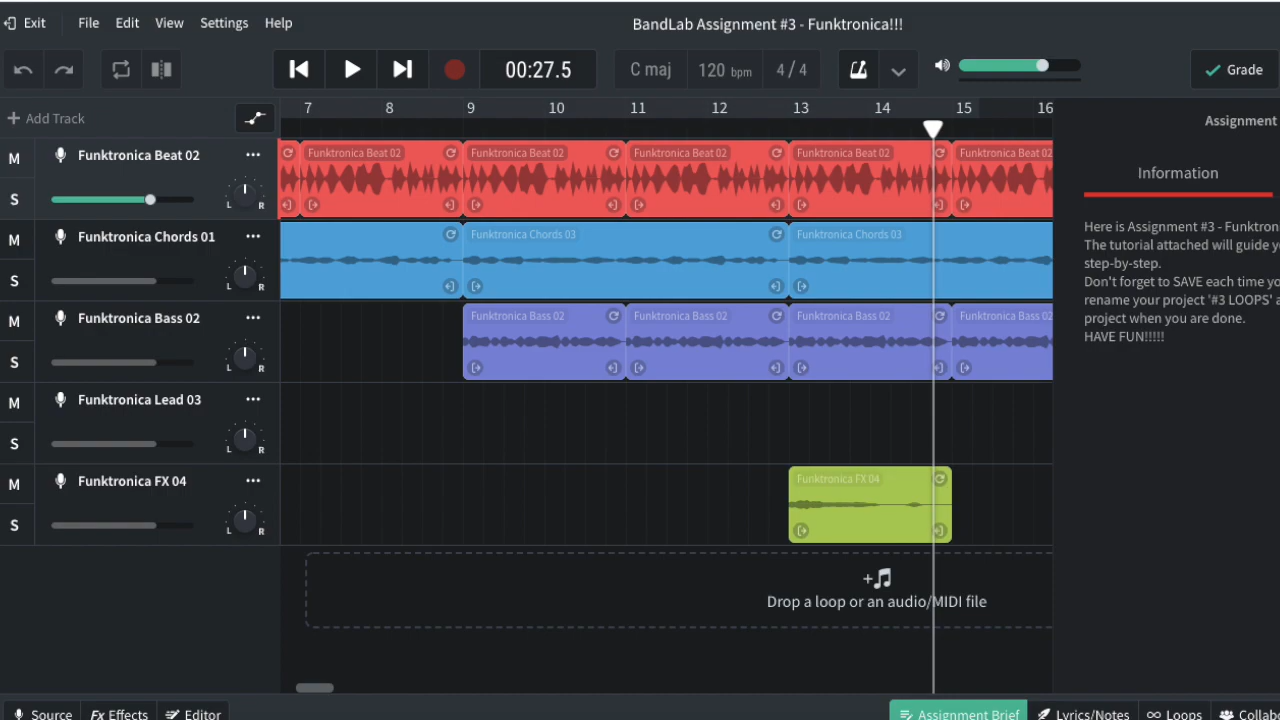 Exit File Edit View Settings Help BandLab Assignment #3 - Funktronica!!!
00:27.5 C maj 120 bpm 4 / 4 Grade
Add Track 7 8 9 10 11 12 13 14 15 16 Assignment
M Funktronica Beat 02 Funktronica Beat 02 Funktronica Beat 02 Funktronica Beat 02 Funktronica Beat 02 Funktronica Beat 02
S L R
Information
Here is Assignment #3 - Funktron
The tutorial attached will guide y
step-by-step.
Don't forget to SAVE each time yo
rename your project '#3 LOOPS' a
project when you are done.
HAVE FUN!!!!!
M Funktronica Chords 01 Funktronica Chords 03 Funktronica Chords 03
S L R
M Funktronica Bass 02 Funktronica Bass 02 Funktronica Bass 02 Funktronica Bass 02 Funktronica Bass 02
S L R
M Funktronica Lead 03
S L R
M Funktronica FX 04 Funktronica FX 04
S L R
Drop a loop or an audio/MIDI file
Source Fx Effects Editor Assignment Brief Lyrics/Notes Loops Collab